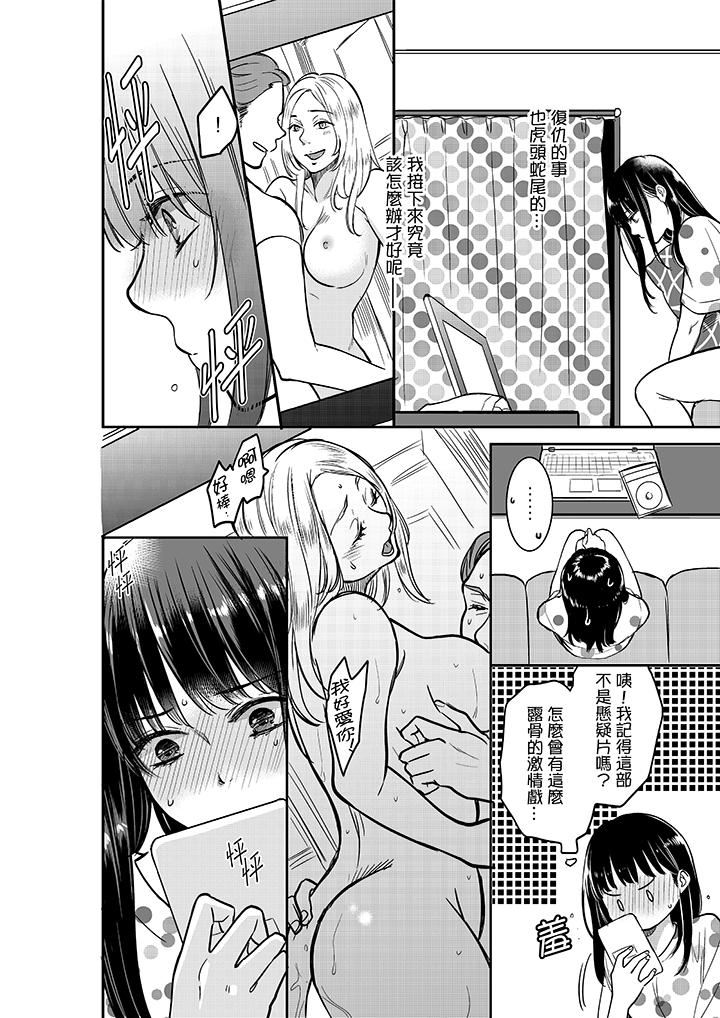 復仇的事
也虎頭蛇尾的…
我接下來究竟
該怎麼辦才好呢
！
怦
怦
……
咦！我記得這部
不是懸疑片嗎？
怎麼會有這麼
露骨的激情戲…
羞
啊嗯
好棒…
我好愛你！
怦怦
怦怦